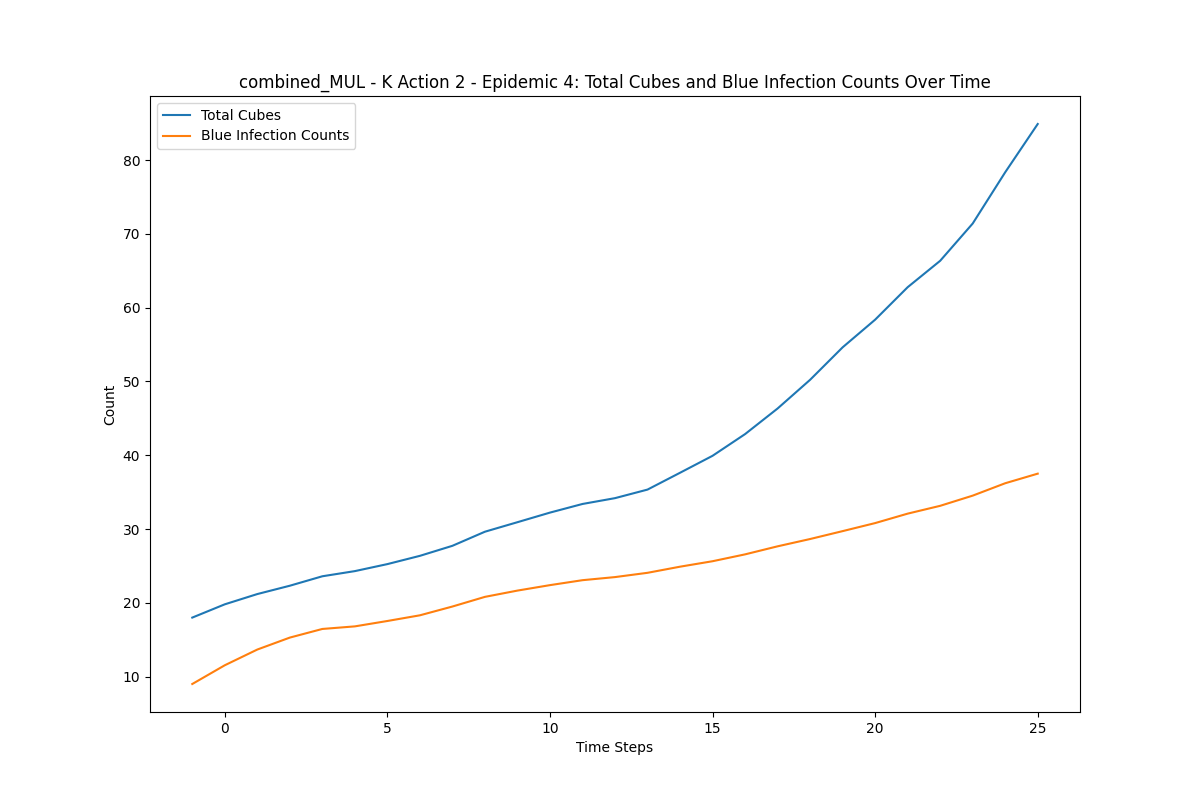 combined_MUL - K Action 2 - Epidemic 4: Total Cubes and Blue Infection Counts Over Time
Total Cubes
Blue Infection Counts
80
70
60
50
40
30
20
10
Count
0 5 10 15 20 25
Time Steps